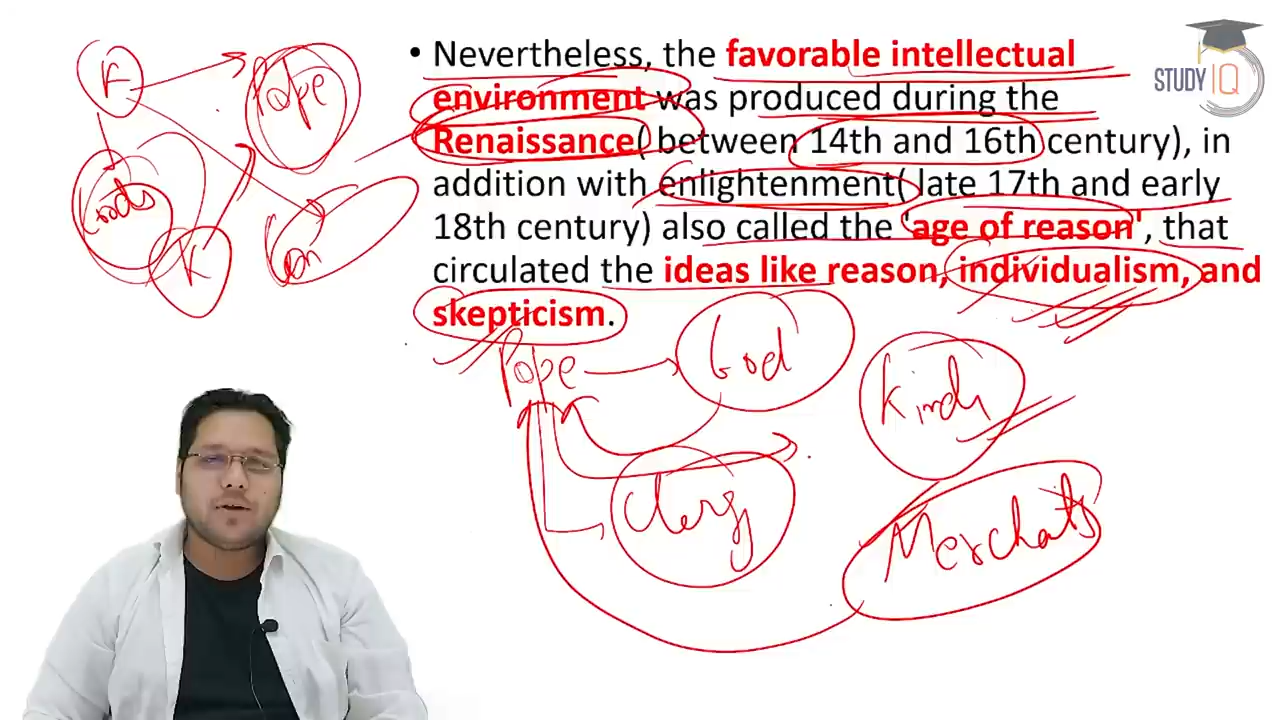 • Nevertheless, the favorable intellectual
environment was produced during the
Renaissance( between 14th and 16th century), in
addition with enlightenment( late 17th and early
18th century) also called the 'age of reason', that
circulated the ideas like reason, individualism, and
skepticism.
STUDY IQ
K
Pope
K
Pope
God
Clergy
Merchats